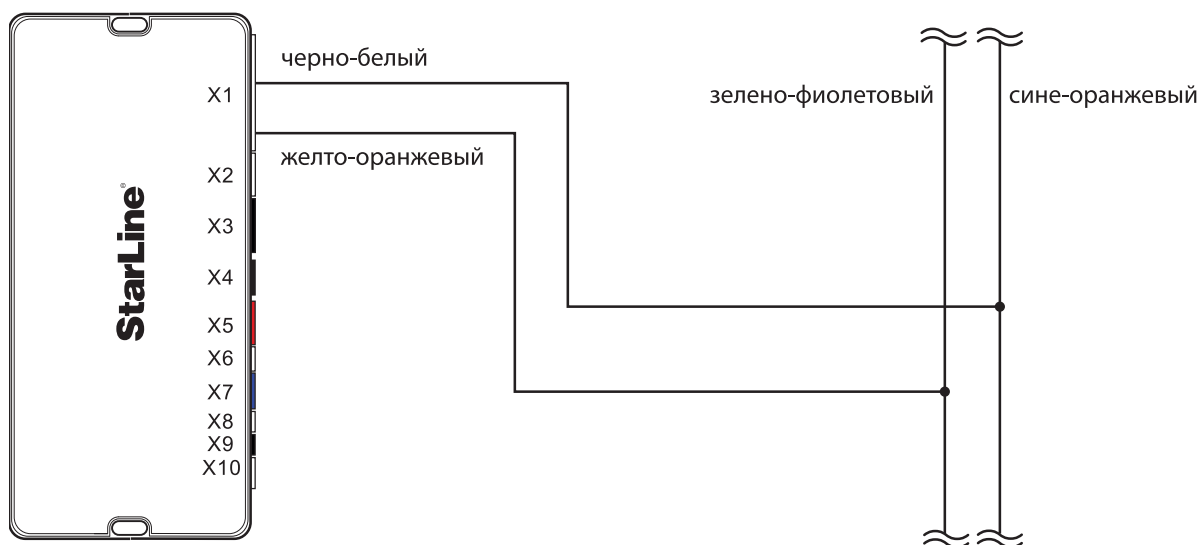 черно-белый
зелено-фиолетовый
сине-оранжевый
желто-оранжевый
X1
X2
X3
X4
X5
X6
X7
X8
X9
X10
StarLine®